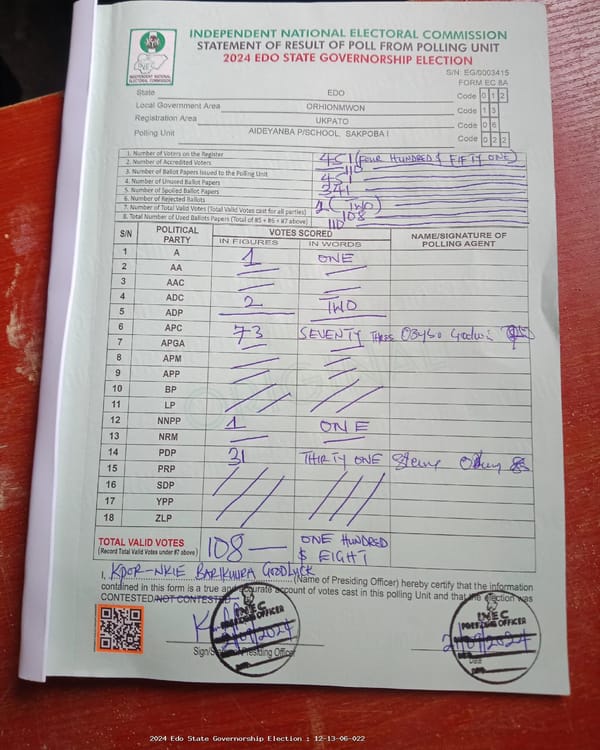 INDEPENDENT NATIONAL ELECTORAL COMMISSION
STATEMENT OF RESULT OF POLL FROM POLLING UNIT
2024 EDO STATE GOVERNORSHIP ELECTION
INEC
INDEPENDENT NATIONAL ELECTORAL COMMISSION
S/N: EG/0003415
FORM EC 8A
State EDO Code 0 1 2
Local Government Area ORHIONMWON Code 1 3
Registration Area UKPATO Code 0 6
Polling Unit AIDEYANBA P/SCHOOL, SAKPOBA I Code 0 2 2
1. Number of Voters on the Register 451 (FOUR HUNDRED & FIFTY ONE)
2. Number of Accredited Voters 110
3. Number of Ballot Papers Issued to the Polling Unit 451
4. Number of Unused Ballot Papers 341
5. Number of Spoiled Ballot Papers
6. Number of Rejected Ballots 2 (TWO)
7. Number of Total Valid Votes (Total Valid Votes cast for all parties) 108
8. Total Number of Used Ballots Papers (Total of #5 + #6 + #7 above) 110
S/N POLITICAL PARTY VOTES SCORED NAME/SIGNATURE OF POLLING AGENT
IN FIGURES IN WORDS
1 A 1 ONE
2 AA
3 AAC
4 ADC 2 TWO
5 ADP
6 APC 73 SEVENTY THREE
7 APGA
8 APM
9 APP
10 BP
11 LP
12 NNPP 1 ONE
13 NRM
14 PDP 31 THIRTY ONE
15 PRP
16 SDP
17 YPP
18 ZLP
TOTAL VALID VOTES 108 ONE HUNDRED
(Record Total Valid Votes under #7 above) & EIGHT
I, KPOR-NKIE BARIKUURA GOODLUCK (Name of Presiding Officer) hereby certify that the information
contained in this form is a true and accurate account of votes cast in this polling Unit and that the election was
CONTESTED/NOT CONTESTED
INEC
PRESIDING OFFICER
21/09/2024
Presiding Officer
INEC
PRESIDING OFFICER
21/09/2024
Date
2024 Edo State Governorship Election : 12-13-06-022